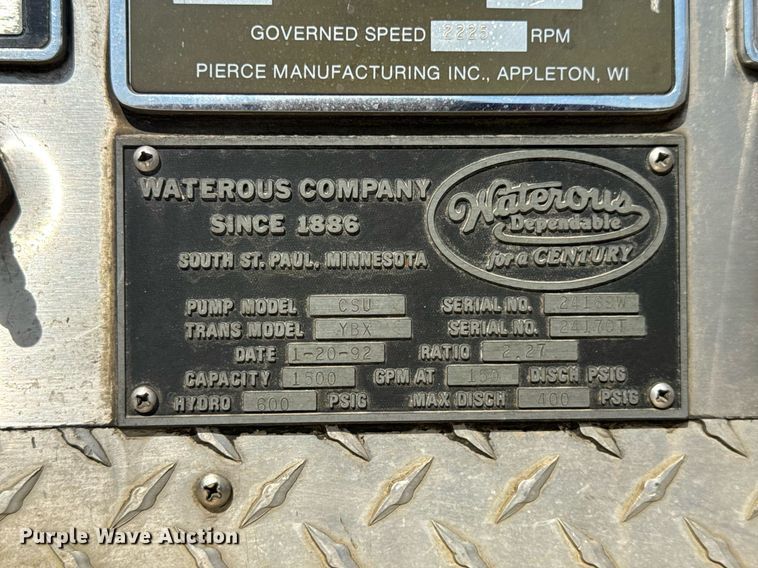 GOVERNED SPEED 2225 RPM
PIERCE MANUFACTURING INC., APPLETON, WI
WATEROUS COMPANY
SINCE 1886
SOUTH ST. PAUL, MINNESOTA
Waterous
Dependable
for a CENTURY
PUMP MODEL CSU SERIAL NO. 24169W
TRANS MODEL YBX SERIAL NO.
DATE 1-20-92 RATIO 2.27
CAPACITY 1500 GPM AT 150 DISCH PSIG
HYDRO 600 PSIG MAX DISCH 400 PSIG
Purple Wave Auction